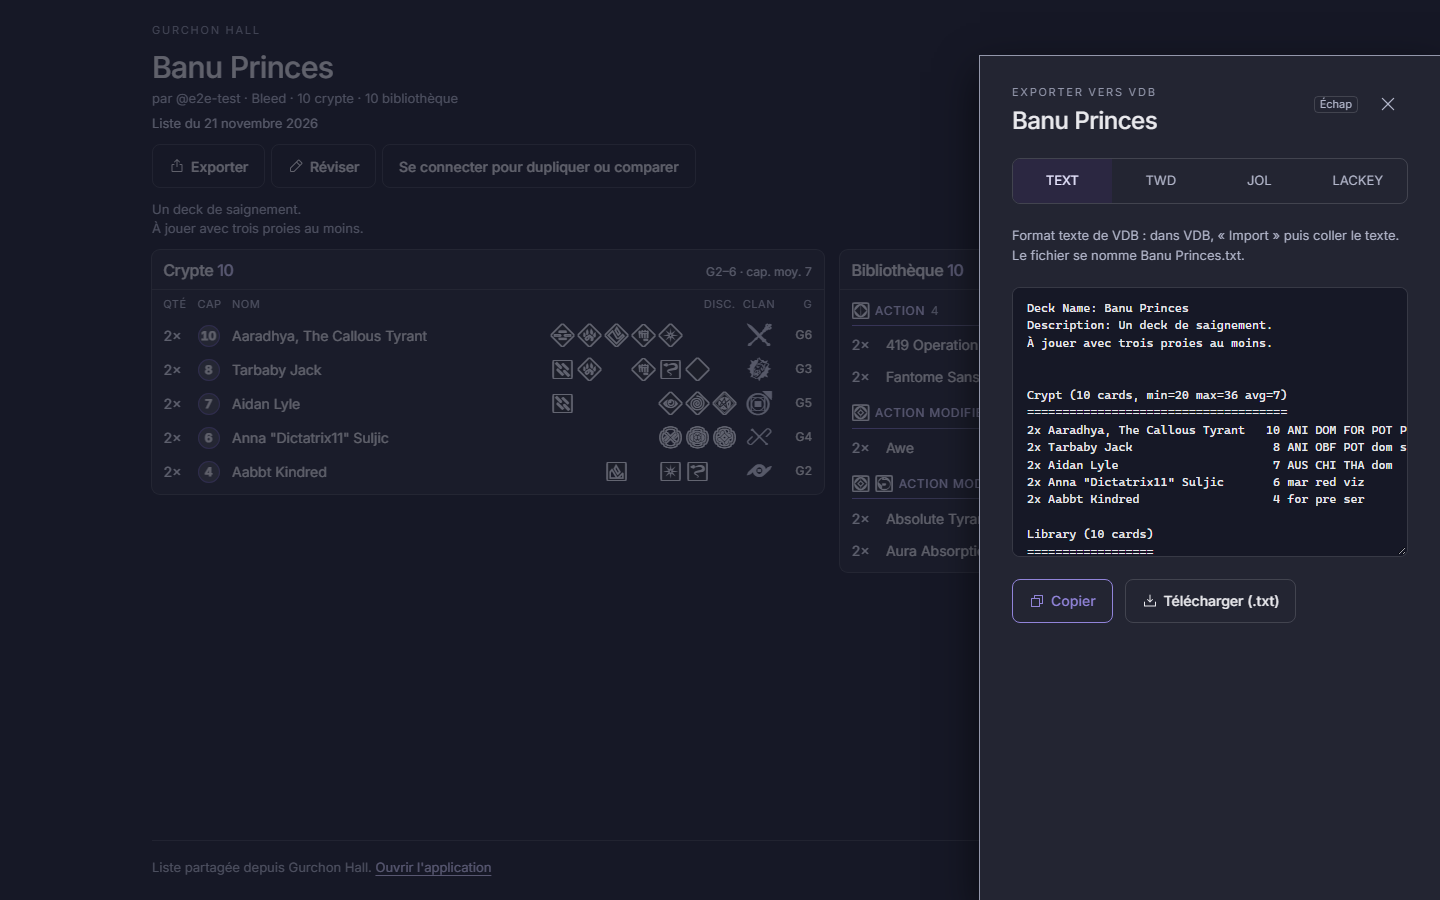 GURCHON HALL
Banu Princes
par @e2e-test · Bleed · 10 crypte · 10 bibliothèque
Liste du 21 novembre 2026
Exporter
Réviser
Se connecter pour dupliquer ou comparer
Un deck de saignement.
À jouer avec trois proies au moins.
Crypte 10
G2–6 · cap. moy. 7
QTÉ CAP NOM DISC. CLAN G
2× 10 Aaradhya, The Callous Tyrant G6
2× 8 Tarbaby Jack G3
2× 7 Aidan Lyle G5
2× 6 Anna "Dictatrix11" Suljic G4
2× 4 Aabbt Kindred G2
Bibliothèque 10
ACTION 4
2× 419 Operation
2× Fantome Sans
ACTION MODIFIE
2× Awe
ACTION MOD
2× Absolute Tyra
2× Aura Absorpti
Liste partagée depuis Gurchon Hall. Ouvrir l'application
EXPORTER VERS VDB
Banu Princes
Échap
TEXT
TWD
JOL
LACKEY
Format texte de VDB : dans VDB, « Import » puis coller le texte.
Le fichier se nomme Banu Princes.txt.
Deck Name: Banu Princes
Description: Un deck de saignement.
À jouer avec trois proies au moins.
Crypt (10 cards, min=20 max=36 avg=7)
=====================================
2x Aaradhya, The Callous Tyrant 10 ANI DOM FOR POT P
2x Tarbaby Jack 8 ANI OBF POT dom s
2x Aidan Lyle 7 AUS CHI THA dom
2x Anna "Dictatrix11" Suljic 6 mar red viz
2x Aabbt Kindred 4 for pre ser
Library (10 cards)
==================
Copier
Télécharger (.txt)